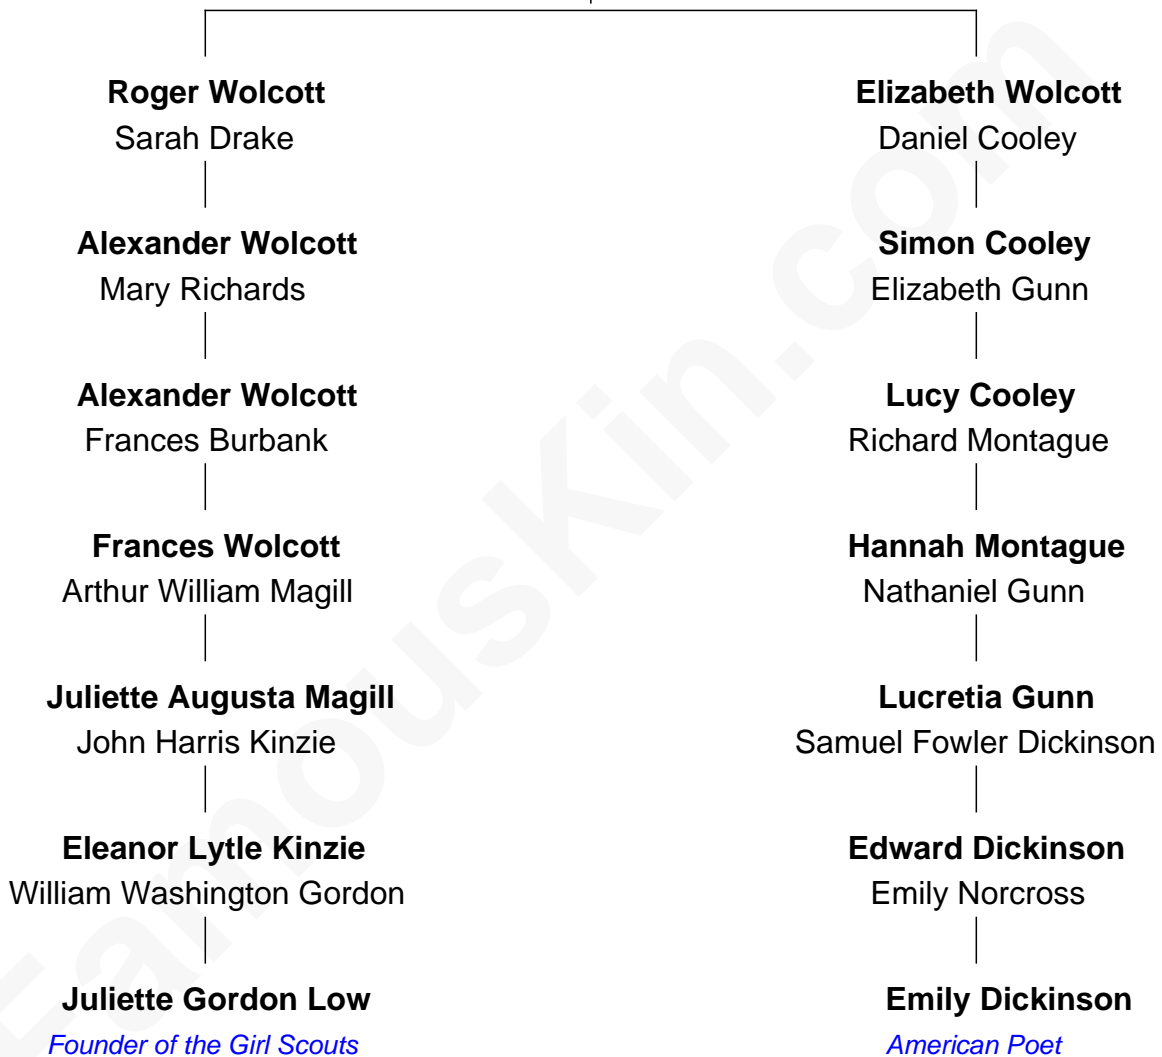 Roger Wolcott
Sarah Drake
Elizabeth Wolcott
Daniel Cooley
Alexander Wolcott
Mary Richards
Simon Cooley
Elizabeth Gunn
Alexander Wolcott
Frances Burbank
Lucy Cooley
Richard Montague
Frances Wolcott
Arthur William Magill
Hannah Montague
Nathaniel Gunn
Juliette Augusta Magill
John Harris Kinzie
Lucretia Gunn
Samuel Fowler Dickinson
Eleanor Lytle Kinzie
William Washington Gordon
Edward Dickinson
Emily Norcross
Juliette Gordon Low
Founder of the Girl Scouts
Emily Dickinson
American Poet
FamousKin.com